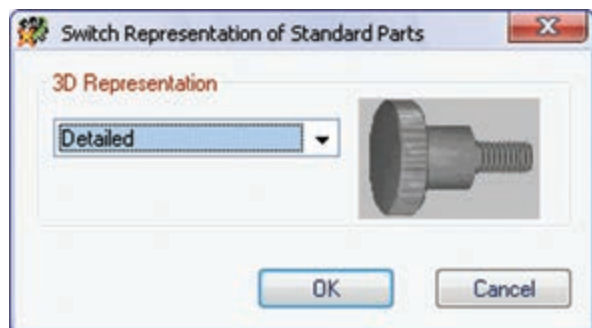 Switch Representation of Standard Parts
3D Representation
Detailed
OK
Cancel